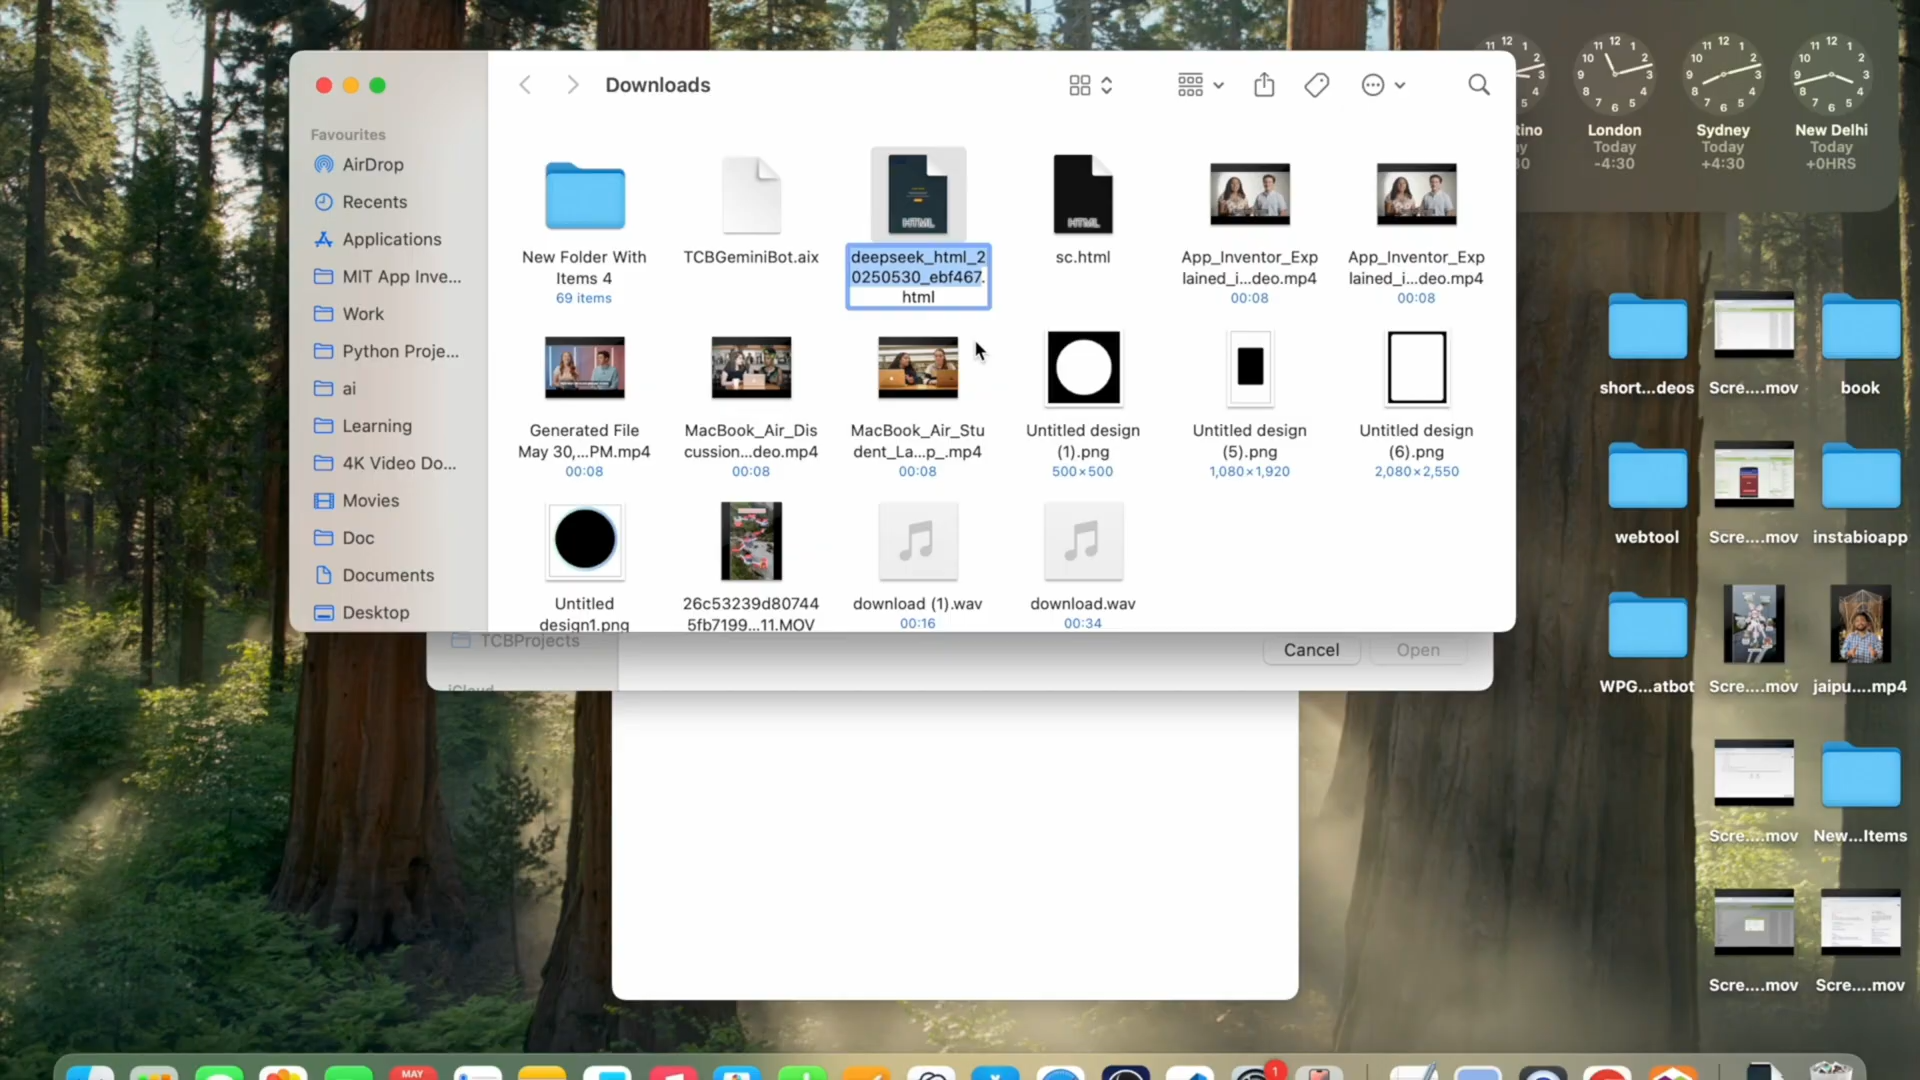 Downloads
Favourites
AirDrop
Recents
Applications
MIT App Inve...
Work
Python Proje...
ai
Learning
4K Video Do...
Movies
Doc
Documents
Desktop
New Folder With
Items 4
69 items
TCBGeminiBot.aix
HTML
deepseek_html_2
0250530_ebf467.
html
HTML
sc.html
App_Inventor_Exp
lained_i...deo.mp4
00:08
App_Inventor_Exp
lained_i...deo.mp4
00:08
Generated File
May 30,...PM.mp4
00:08
MacBook_Air_Dis
cussion...deo.mp4
00:08
MacBook_Air_Stu
dent_La...p_.mp4
00:08
Untitled design
(1).png
500×500
Untitled design
(5).png
1,080×1,920
Untitled design
(6).png
2,080×2,550
Untitled
design1.png
26c53239d80744
5fb7199...11.MOV
download (1).wav
00:16
download.wav
00:34
TCBProjects
iCloud
Cancel
Open
London
Today
-4:30
Sydney
Today
+4:30
New Delhi
Today
+0HRS
short...deos
Scre....mov
book
webtool
Scre....mov
instabioapp
WPG...atbot
Scre....mov
jaipu....mp4
Scre....mov
New...Items
Scre....mov
Scre....mov
MAY
1